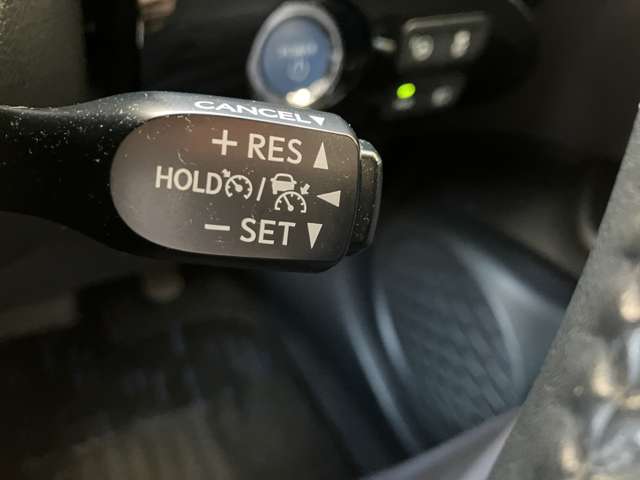 CANCEL▼
+ RES ▲
HOLD / ◄
− SET ▼